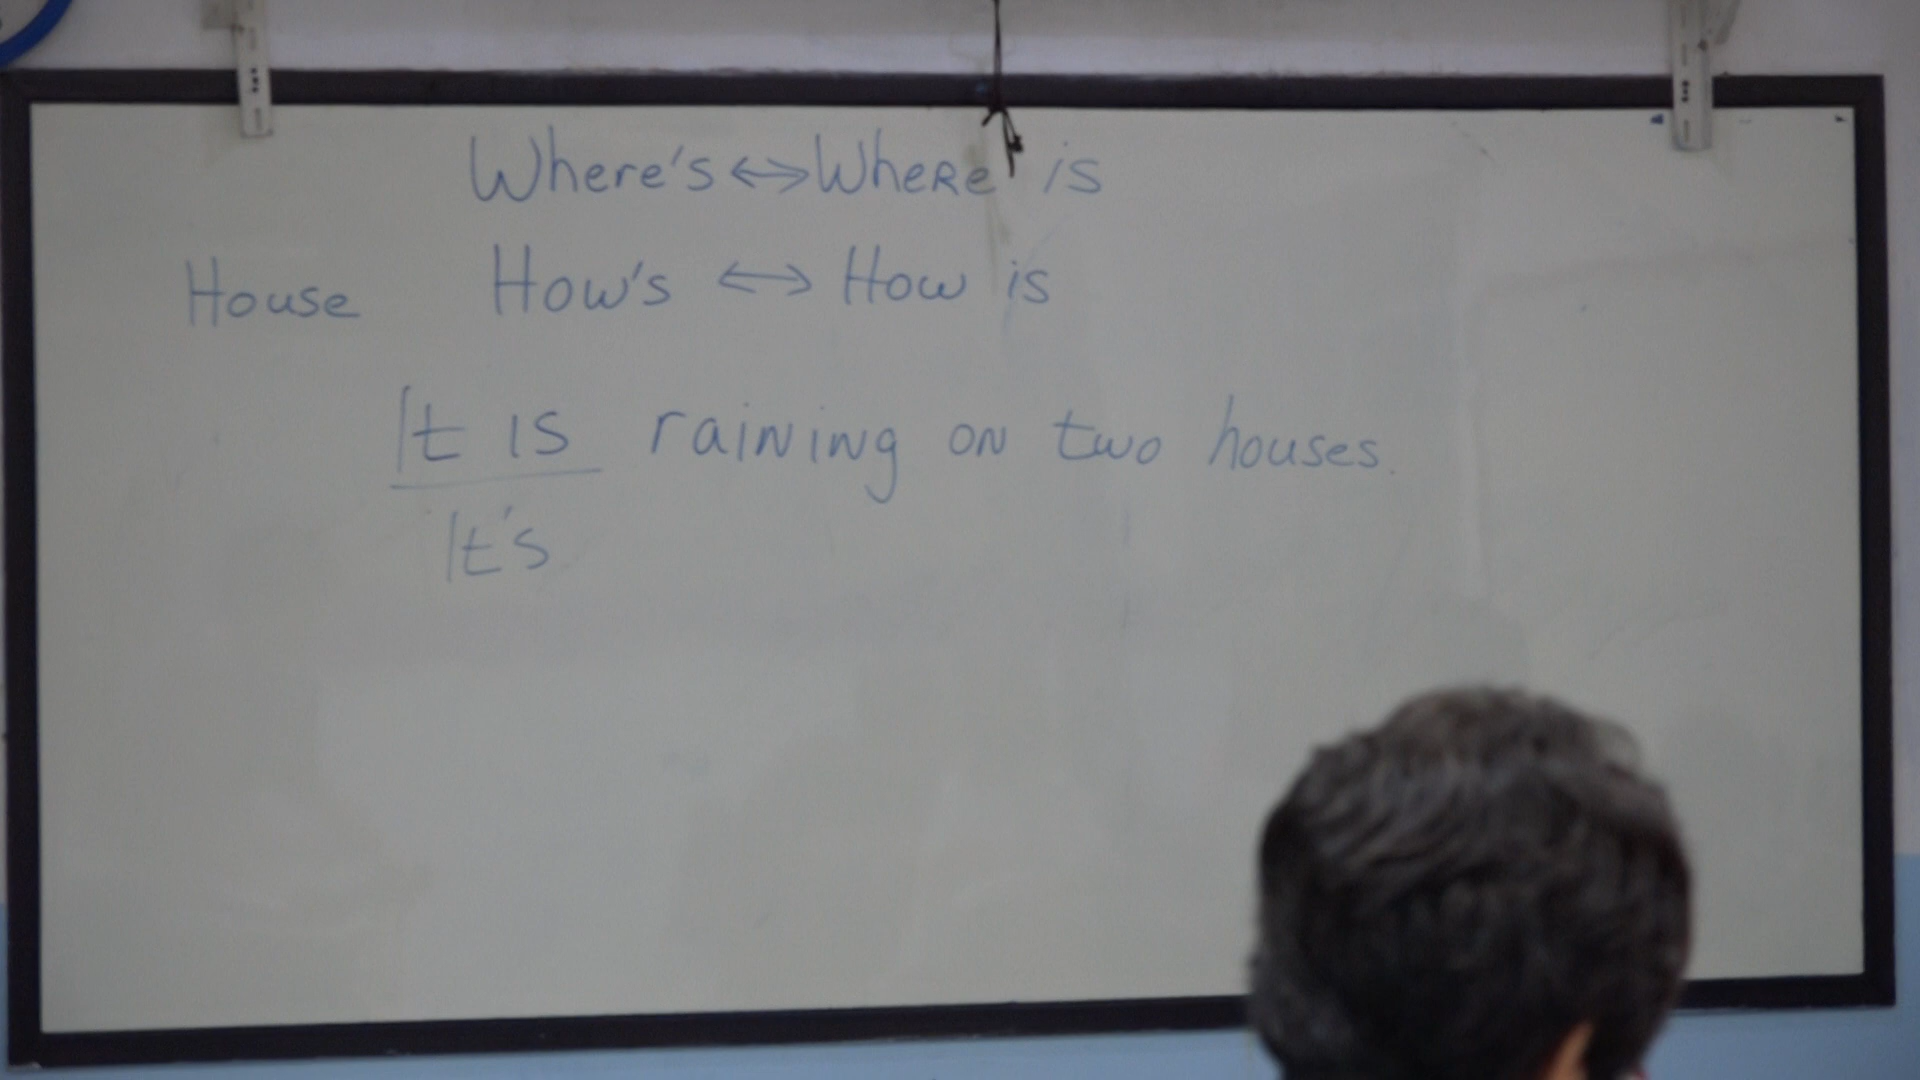 Where's ↔ Where is
House How's ↔ How is
It is raining on two houses.
It's